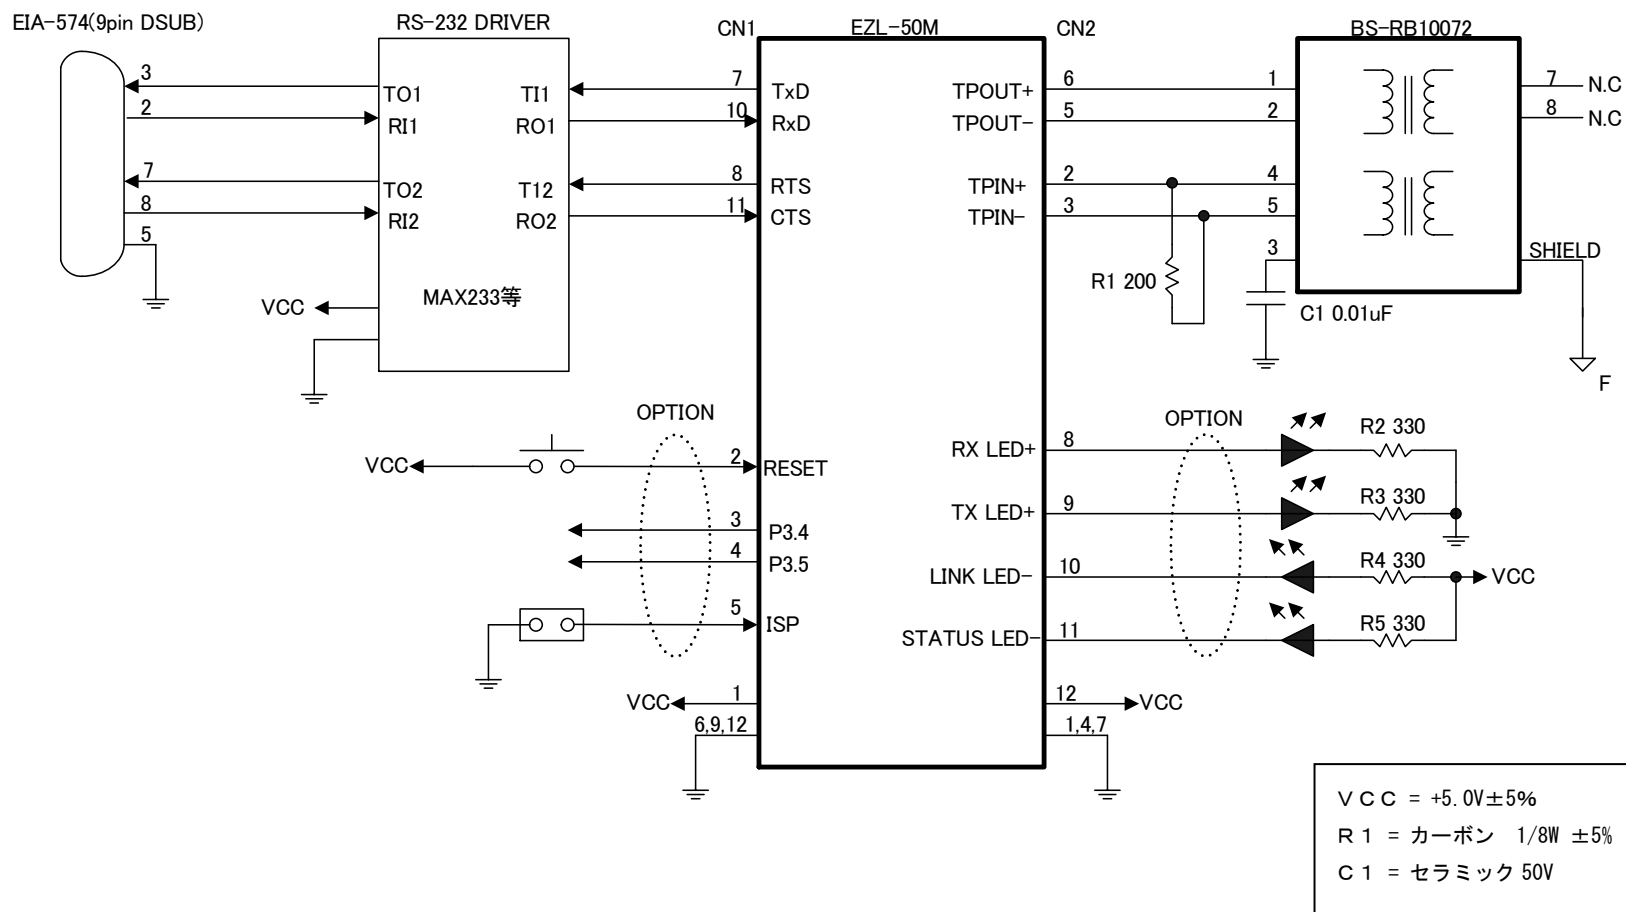 EIA-574(9pin DSUB)
RS-232 DRIVER
CN1
EZL-50M
CN2
BS-RB10072
3
TO1
TI1
7
TxD
TPOUT+
6
1
7
N.C
2
RI1
RO1
10
RxD
TPOUT-
5
2
8
N.C
7
TO2
T12
8
RTS
TPIN+
2
4
8
RI2
RO2
11
CTS
TPIN-
3
5
5
3
SHIELD
R1 200
VCC
MAX233等
C1 0.01uF
F
OPTION
OPTION
VCC
2
RESET
RX LED+
8
R2 330
3
P3.4
TX LED+
9
R3 330
4
P3.5
LINK LED-
10
R4 330
VCC
5
ISP
STATUS LED-
11
R5 330
VCC
1
12
VCC
6,9,12
1,4,7
VCC = +5.0V±5%
R1 = カーボン 1/8W ±5%
C1 = セラミック 50V